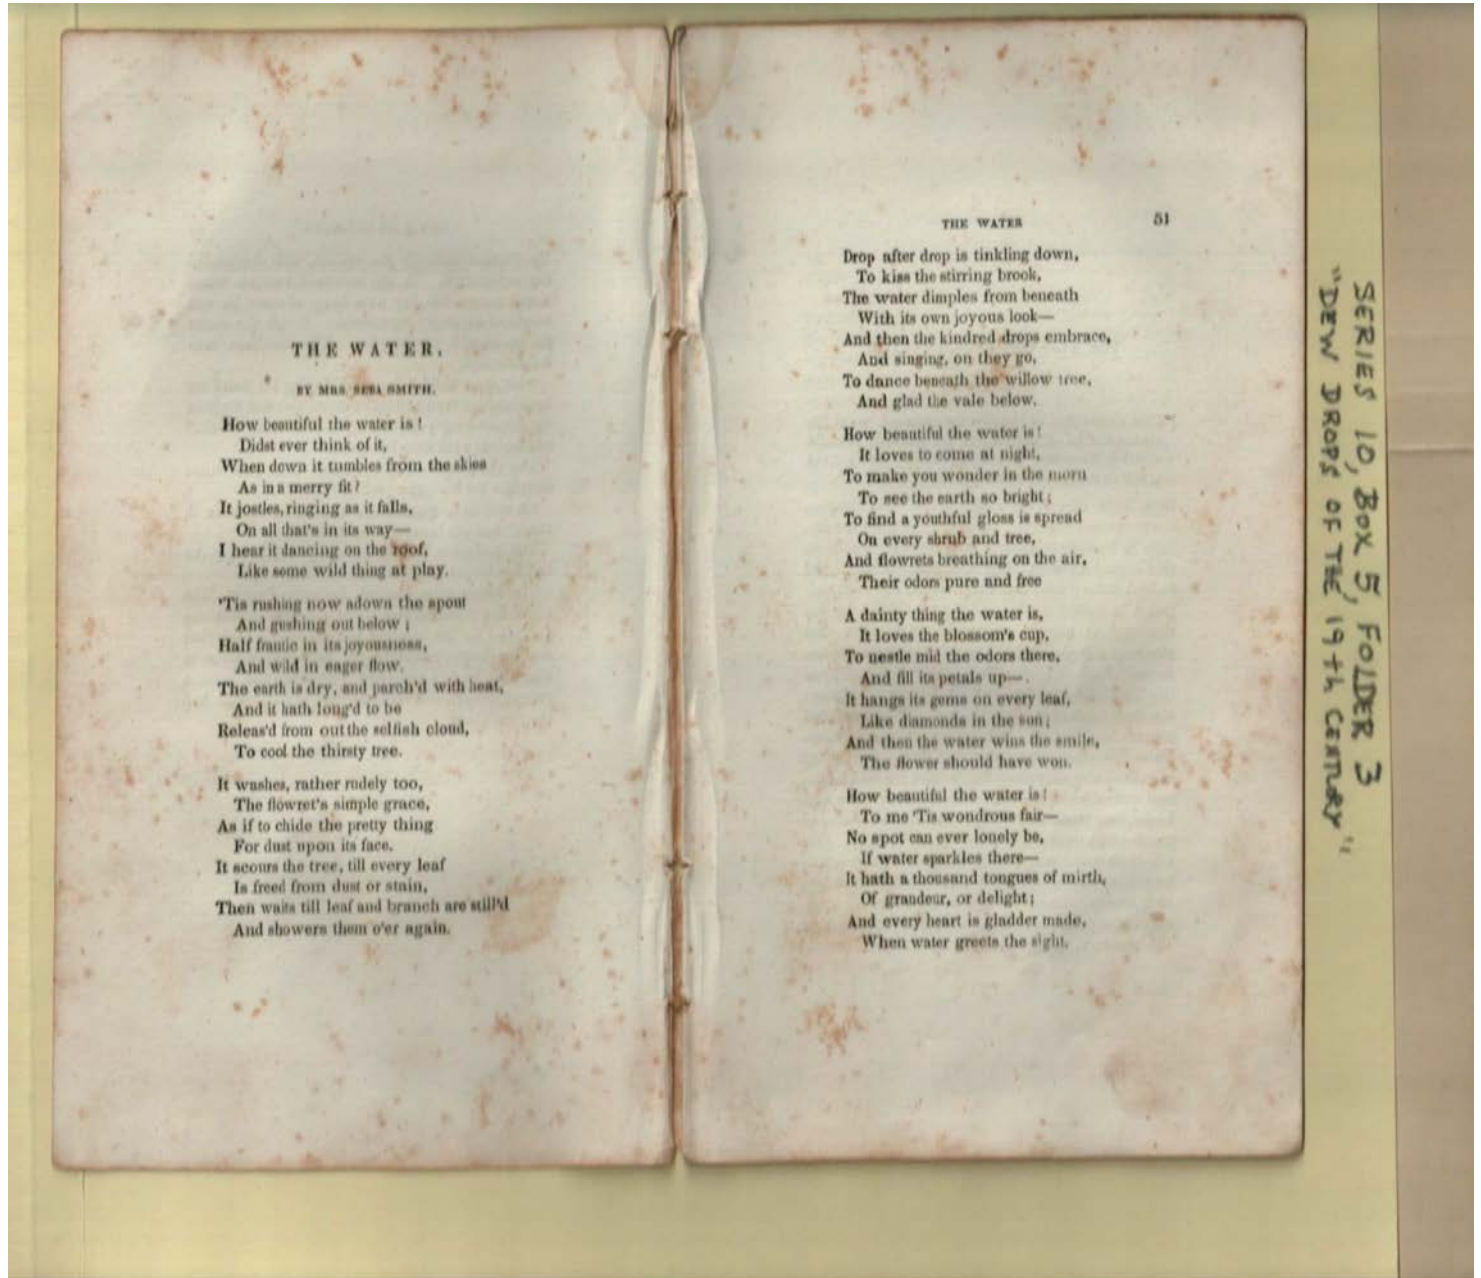 THE WATER.
BY MRS. SEBA SMITH.
How beautiful the water is!
Didst ever think of it,
When down it tumbles from the skies
As in a merry fit?
It jostles, ringing as it falls,
On all that's in its way—
I hear it dancing on the roof,
Like some wild thing at play.
'Tis rushing now adown the spout
And gushing out below;
Half frantic in its joyousness,
And wild in eager flow.
The earth is dry, and parch'd with heat,
And it hath long'd to be
Releas'd from out the selfish cloud,
To cool the thirsty tree.
It washes, rather rudely too,
The flowret's simple grace,
As if to chide the pretty thing
For dust upon its face.
It scours the tree, till every leaf
Is freed from dust or stain,
Then waits till leaf and branch are still'd
And showers them o'er again.
THE WATER 51
Drop after drop is tinkling down,
To kiss the stirring brook,
The water dimples from beneath
With its own joyous look—
And then the kindred drops embrace,
And singing, on they go,
To dance beneath the willow tree,
And glad the vale below.
How beautiful the water is!
It loves to come at night,
To make you wonder in the morn
To see the earth so bright;
To find a youthful gloss is spread
On every shrub and tree,
And flowrets breathing on the air,
Their odors pure and free
A dainty thing the water is,
It loves the blossom's cup,
To nestle mid the odors there,
And fill its petals up—
It hangs its gems on every leaf,
Like diamonds in the sun;
And then the water wins the smile,
The flower should have won.
How beautiful the water is!
To me 'Tis wondrous fair—
No spot can ever lonely be,
If water sparkles there—
It hath a thousand tongues of mirth,
Of grandeur, or delight;
And every heart is gladder made,
When water greets the sight.
SERIES 10, BOX 5, FOLDER 3
"DEW DROPS OF THE 19th CENTURY"